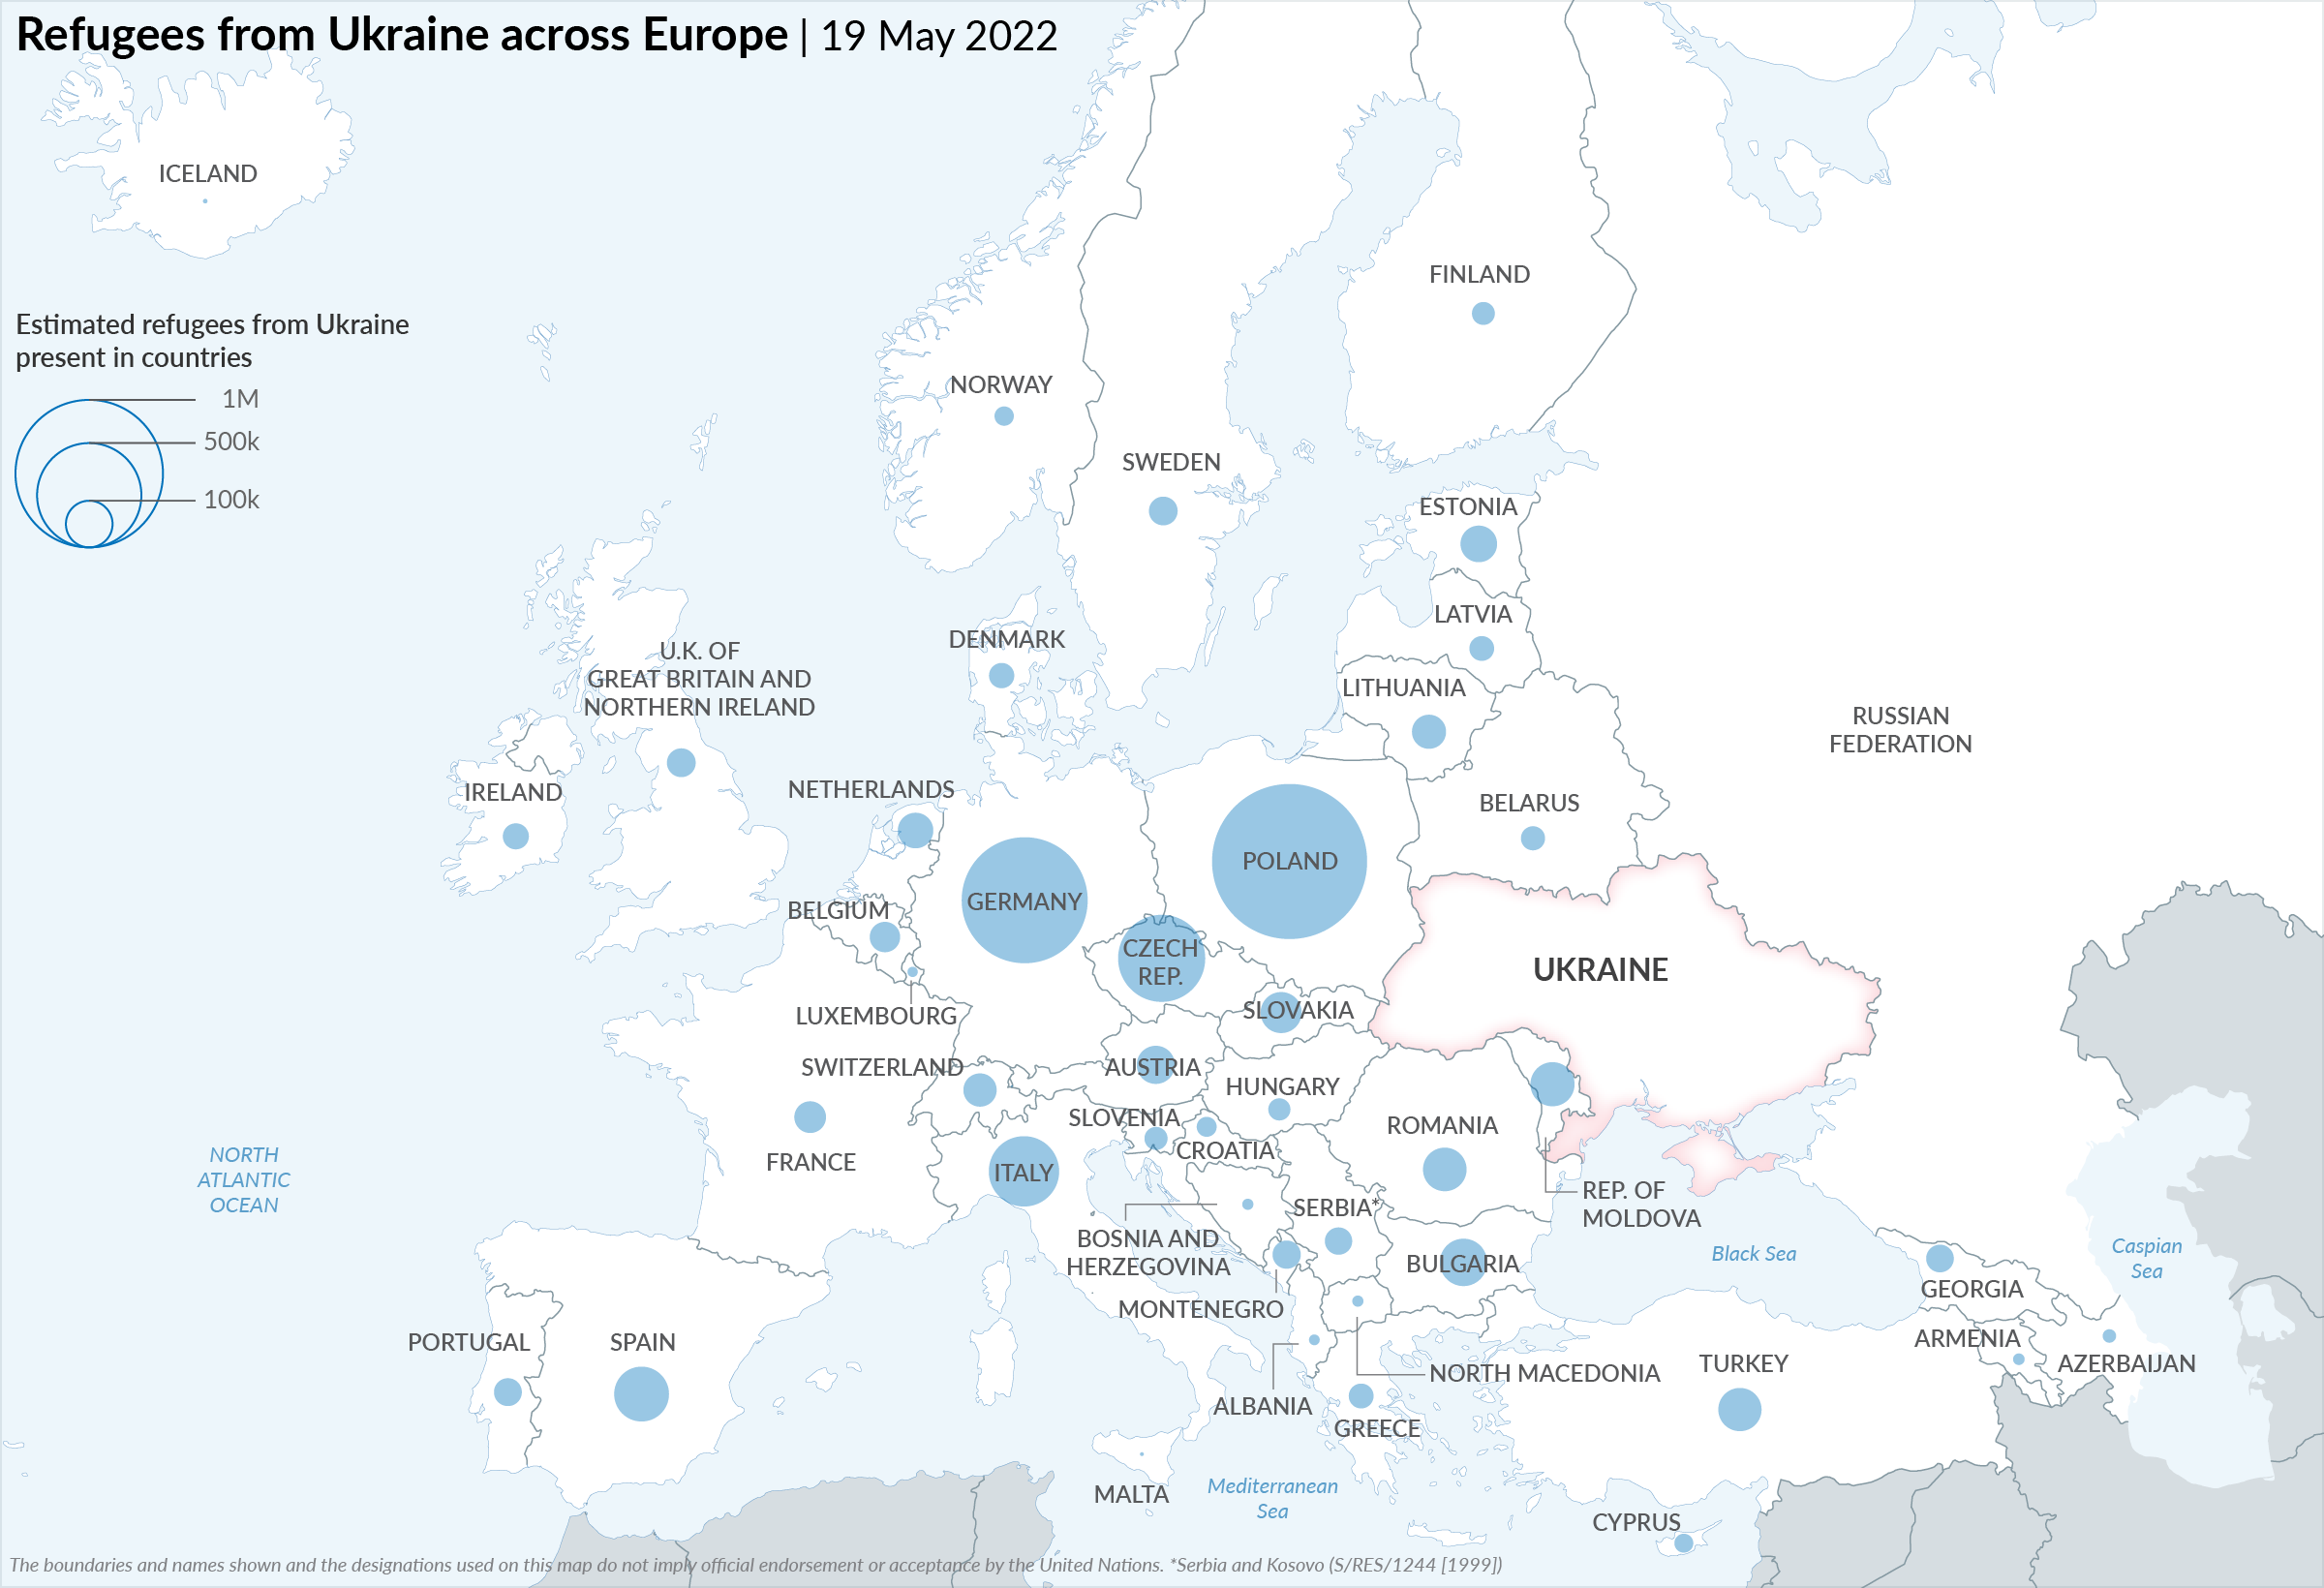 Refugees from Ukraine across Europe | 19 May 2022
ICELAND
FINLAND
Estimated refugees from Ukraine
present in countries
1M
500k
100k
NORWAY
SWEDEN
ESTONIA
LATVIA
DENMARK
U.K. OF
GREAT BRITAIN AND
NORTHERN IRELAND
LITHUANIA
RUSSIAN
FEDERATION
IRELAND
NETHERLANDS
BELARUS
POLAND
GERMANY
BELGIUM
CZECH
REP.
UKRAINE
LUXEMBOURG
SLOVAKIA
SWITZERLAND
AUSTRIA
HUNGARY
SLOVENIA
ROMANIA
CROATIA
FRANCE
ITALY
NORTH
ATLANTIC
OCEAN
REP. OF
MOLDOVA
SERBIA*
BOSNIA AND
HERZEGOVINA
BULGARIA
Black Sea
Caspian
Sea
GEORGIA
MONTENEGRO
PORTUGAL
SPAIN
ARMENIA
AZERBAIJAN
NORTH MACEDONIA
TURKEY
ALBANIA
GREECE
MALTA
Mediterranean
Sea
CYPRUS
The boundaries and names shown and the designations used on this map do not imply official endorsement or acceptance by the United Nations. *Serbia and Kosovo (S/RES/1244 [1999])